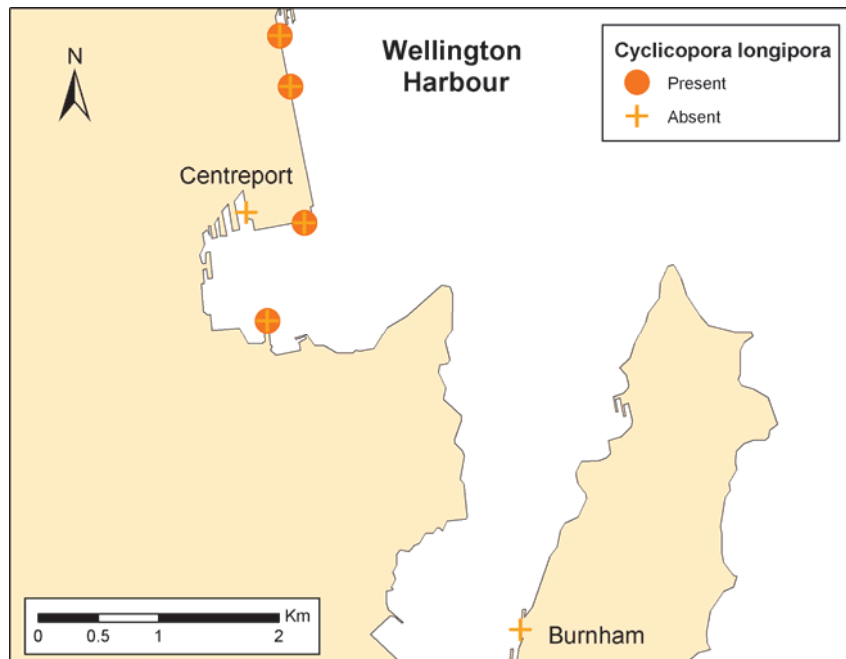 Wellington
Harbour
Cyclicopora longipora
Present
Absent
N
Centreport
Burnham
Km
0 0.5 1 2